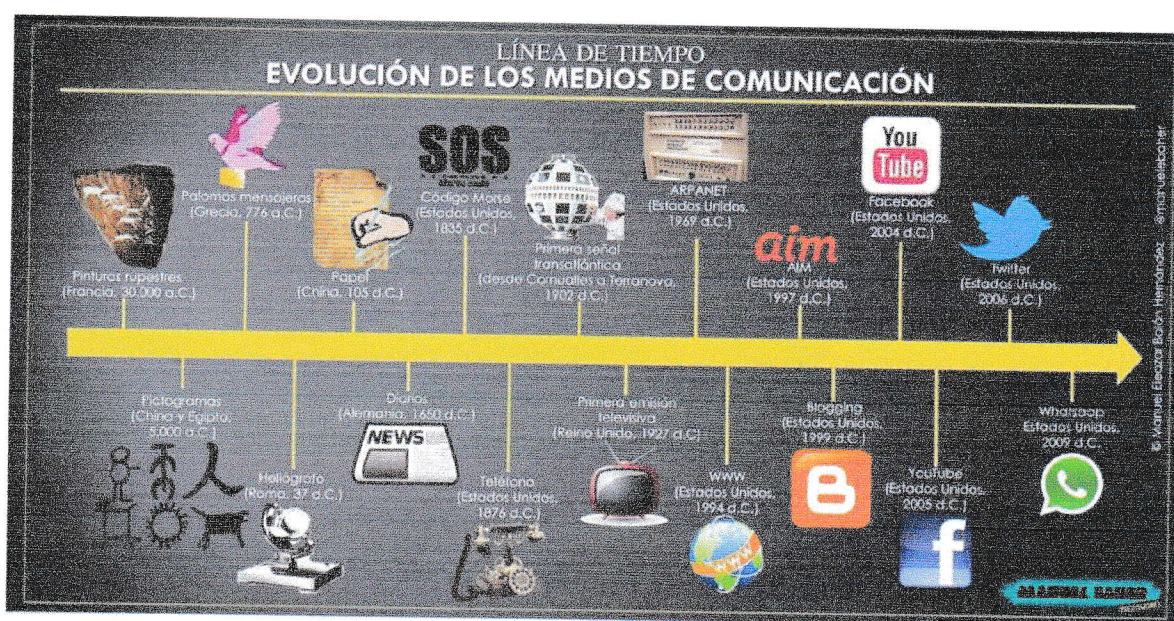 LÍNEA DE TIEMPO
EVOLUCIÓN DE LOS MEDIOS DE COMUNICACIÓN
Pinturas rupestres
(Francia, 30.000 a.C.)
Palomas mensajeras
(Grecia, 776 a.C.)
Papel
(China, 105 d.C.)
SOS
Código Morse
(Estados Unidos,
1835 d.C.)
Primera señal
transatlántica
(desde Cornualles a Terranova,
1902 d.C.)
ARPANET
(Estados Unidos,
1969 d.C.)
aim
AIM
(Estados Unidos,
1997 d.C.)
You
Tube
Facebook
(Estados Unidos,
2004 d.C.)
Twitter
(Estados Unidos,
2006 d.C.)
Pictogramas
(China y Egipto,
5.000 a.C.)
Heliógrafo
(Roma, 37 d.C.)
Diarios
(Alemania, 1650 d.C.)
NEWS
Teléfono
(Estados Unidos,
1876 d.C.)
Primera emisión
televisiva
(Reino Unido, 1927 d.C)
WWW
(Estados Unidos,
1994 d.C.)
WWW
Blogging
(Estados Unidos,
1999 d.C.)
B
YouTube
(Estados Unidos,
2005 d.C.)
f
Whatsapp
Estados Unidos,
2009 d.C.
© Manuel Eleazar Bañón Hernández